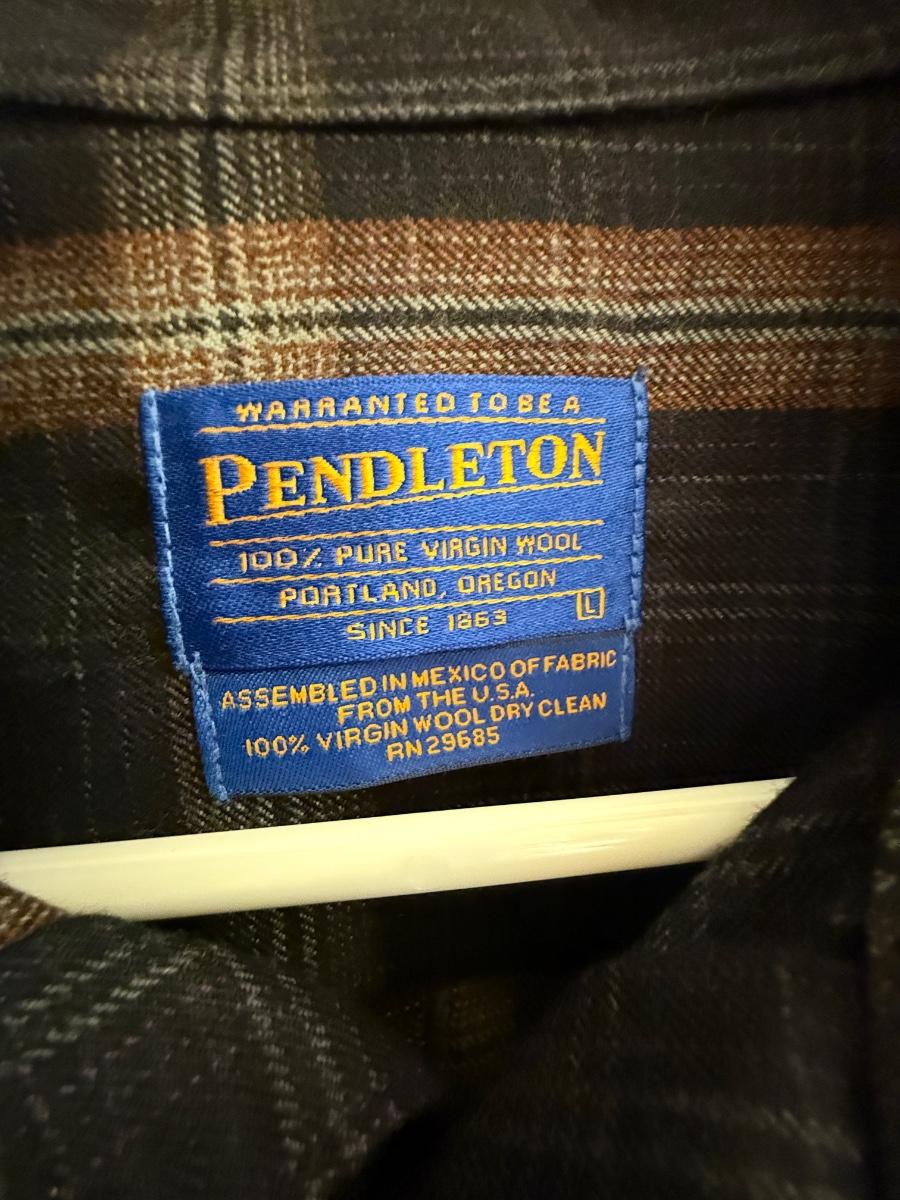 WARRANTED TO BE A
PENDLETON
100% PURE VIRGIN WOOL
PORTLAND, OREGON
SINCE 1863
L
ASSEMBLED IN MEXICO OF FABRIC
FROM THE U.S.A.
100% VIRGIN WOOL DRY CLEAN
RN 29685